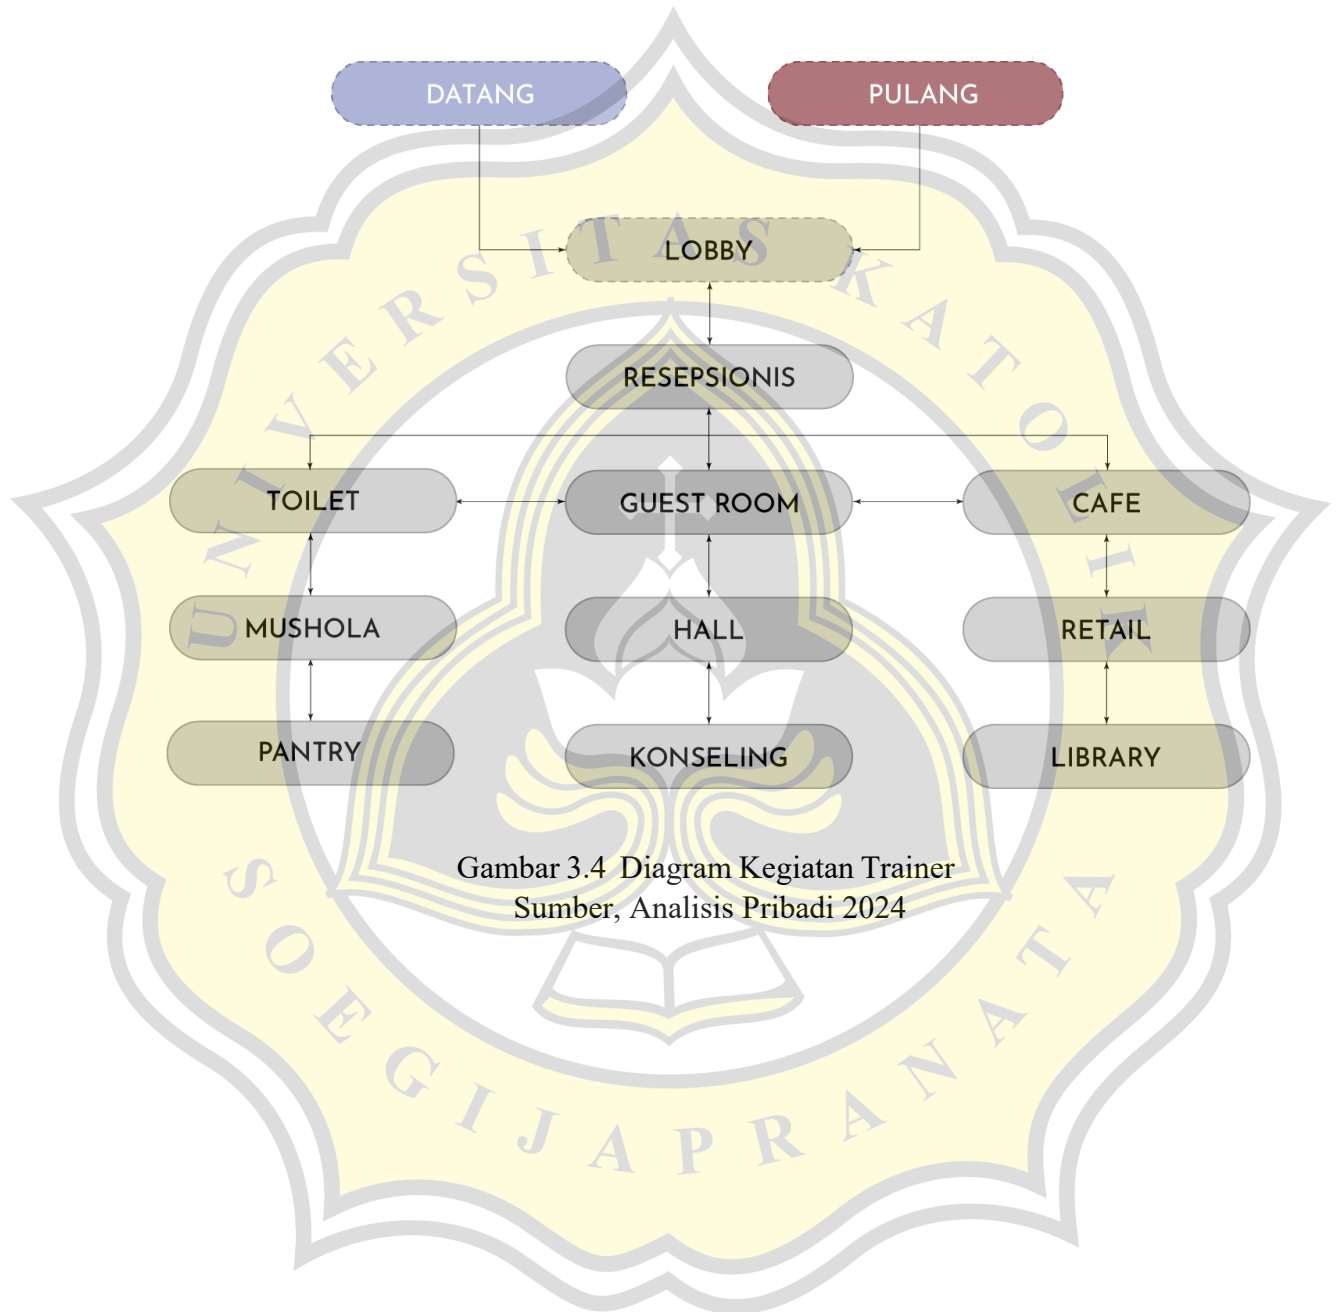 DATANG PULANG
LOBBY
RESEPSIONIS
TOILET GUEST ROOM CAFE
MUSHOLA HALL RETAIL
PANTRY KONSELING LIBRARY
Gambar 3.4 Diagram Kegiatan Trainer
Sumber, Analisis Pribadi 2024
UNIVERSITAS KATOLIK
SOEGIJAPRANATA